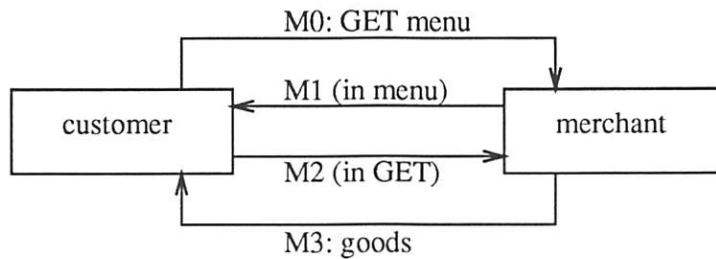 M0: GET menu
M1 (in menu)
customer
merchant
M2 (in GET)
M3: goods